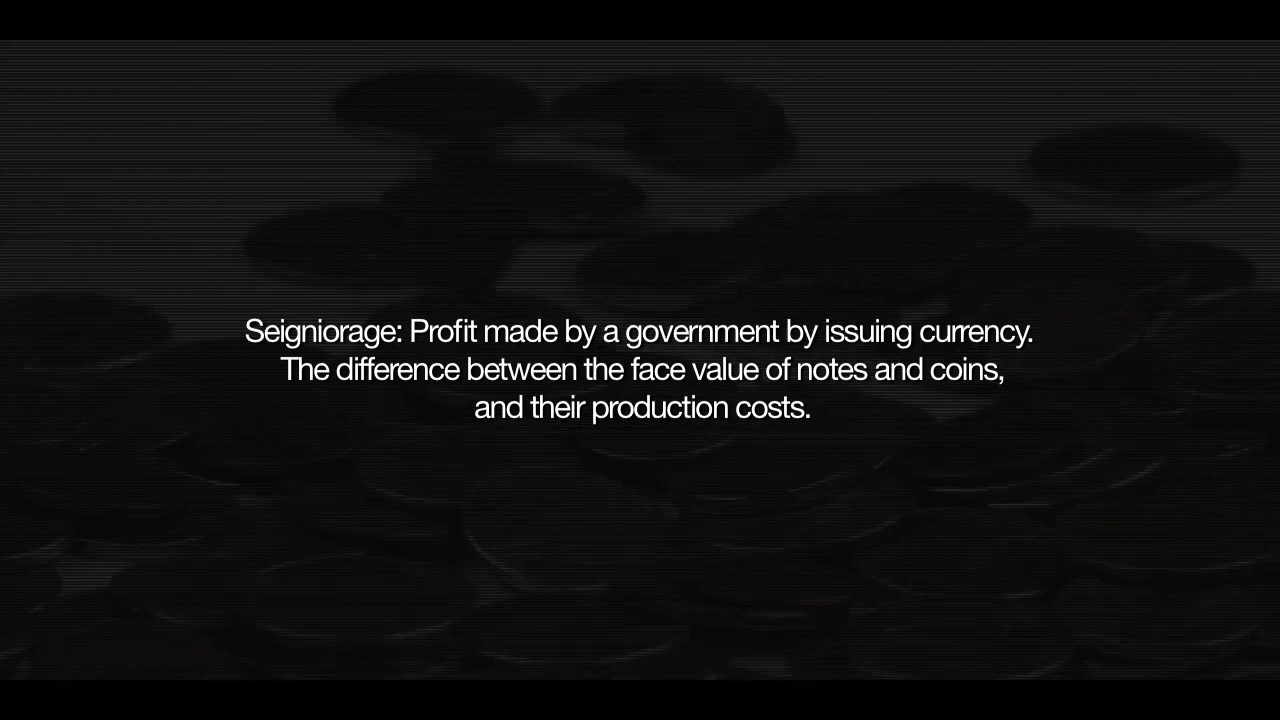 Seigniorage: Profit made by a government by issuing currency.
The difference between the face value of notes and coins,
and their production costs.